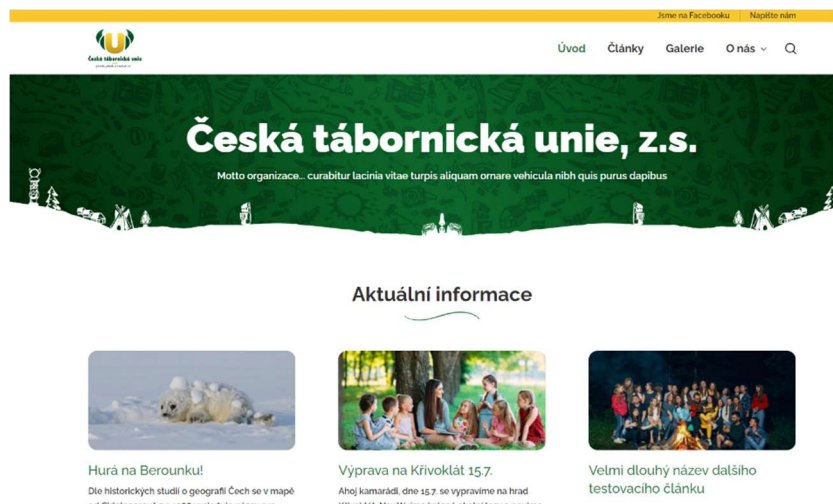 Jsme na Facebooku
Napište nám
Česká tábornická unie
Úvod
Články
Galerie
O nás
Česká tábornická unie, z.s.
Motto organizace... curabitur lacinia vitae turpis aliquam ornare vehicula nibh quis purus dapibus
Aktuální informace
Hurá na Berounku!
Dle historických studií o geografii Čech se v mapě
Výprava na Křivoklát 15.7.
Ahoj kamarádi, dne 15.7. se vypravíme na hrad
Velmi dlouhý název dalšího
testovacího článku